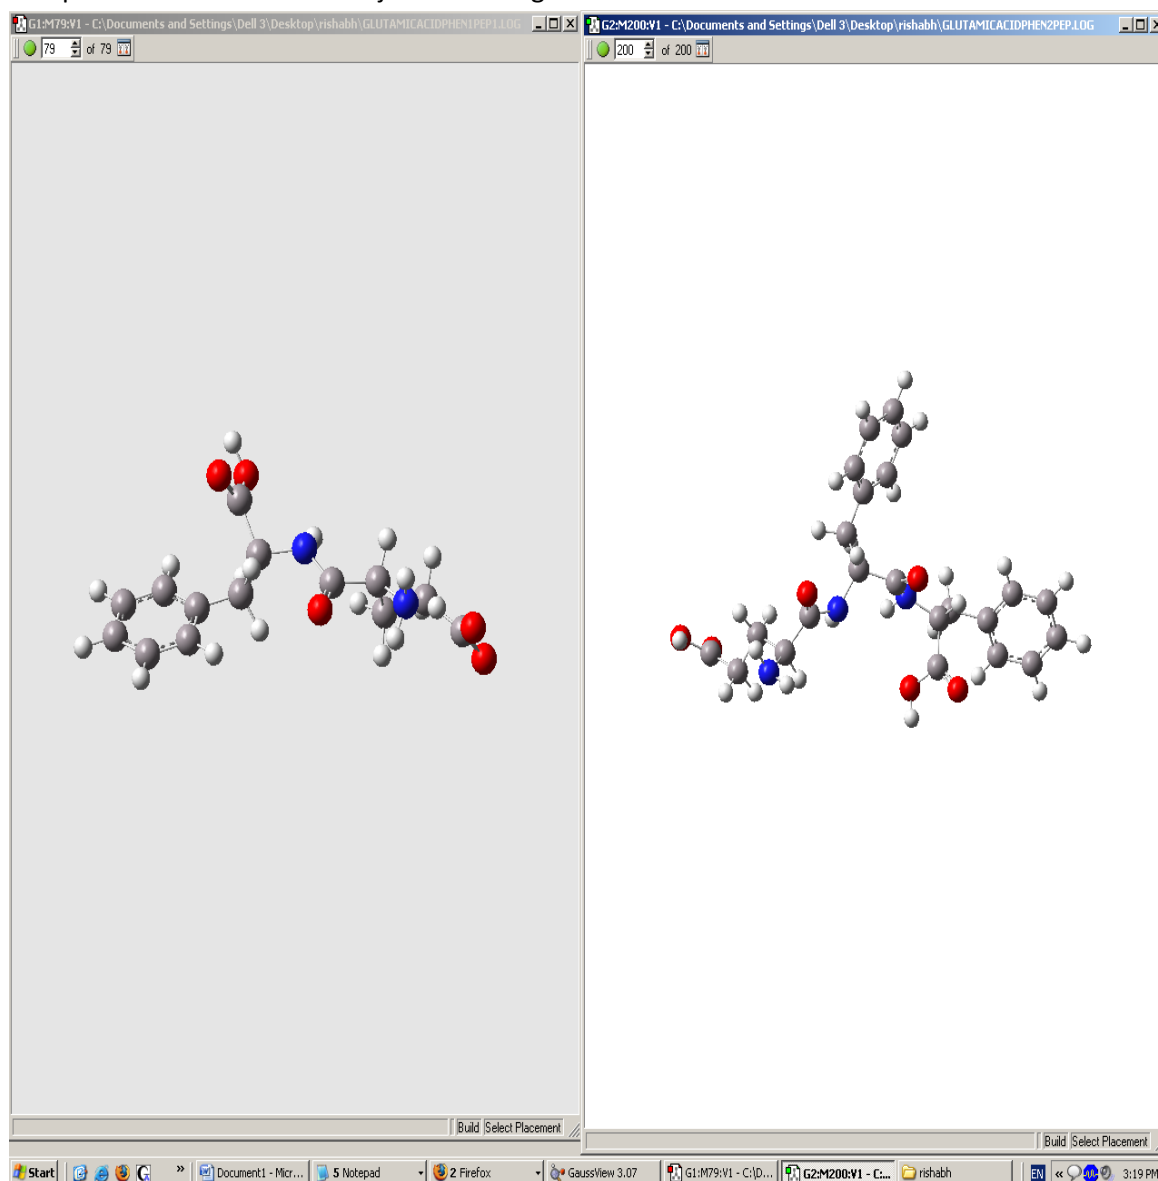 G1:M79:V1 - C:\Documents and Settings\Dell 3\Desktop\rishabh\GLUTAMICACIDPHEN1PEP1.LOG
79 of 79
G2:M200:V1 - C:\Documents and Settings\Dell 3\Desktop\rishabh\GLUTAMICACIDPHEN2PEP.LOG
200 of 200
Build Select Placement
Build Select Placement
Start » Document1 - Micr... 5 Notepad 2 Firefox GaussView 3.07 G1:M79:V1 - C:\D... G2:M200:V1 - C:... rishabh EN « 3:19 PM